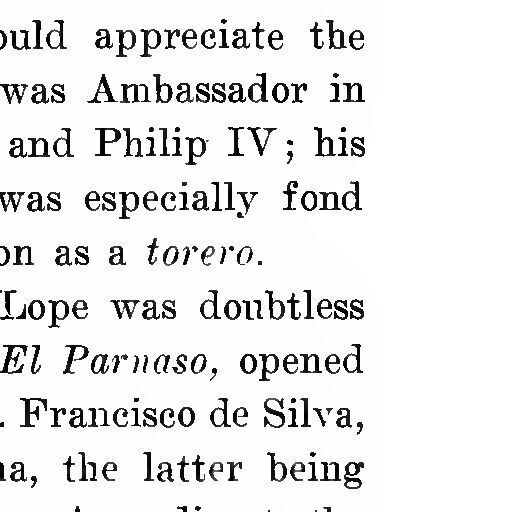 ould appreciate the
was Ambassador in
and Philip IV; his
was especially fond
on as a torero.
Lope was doubtless
El Parnaso, opened
. Francisco de Silva,
na, the latter being